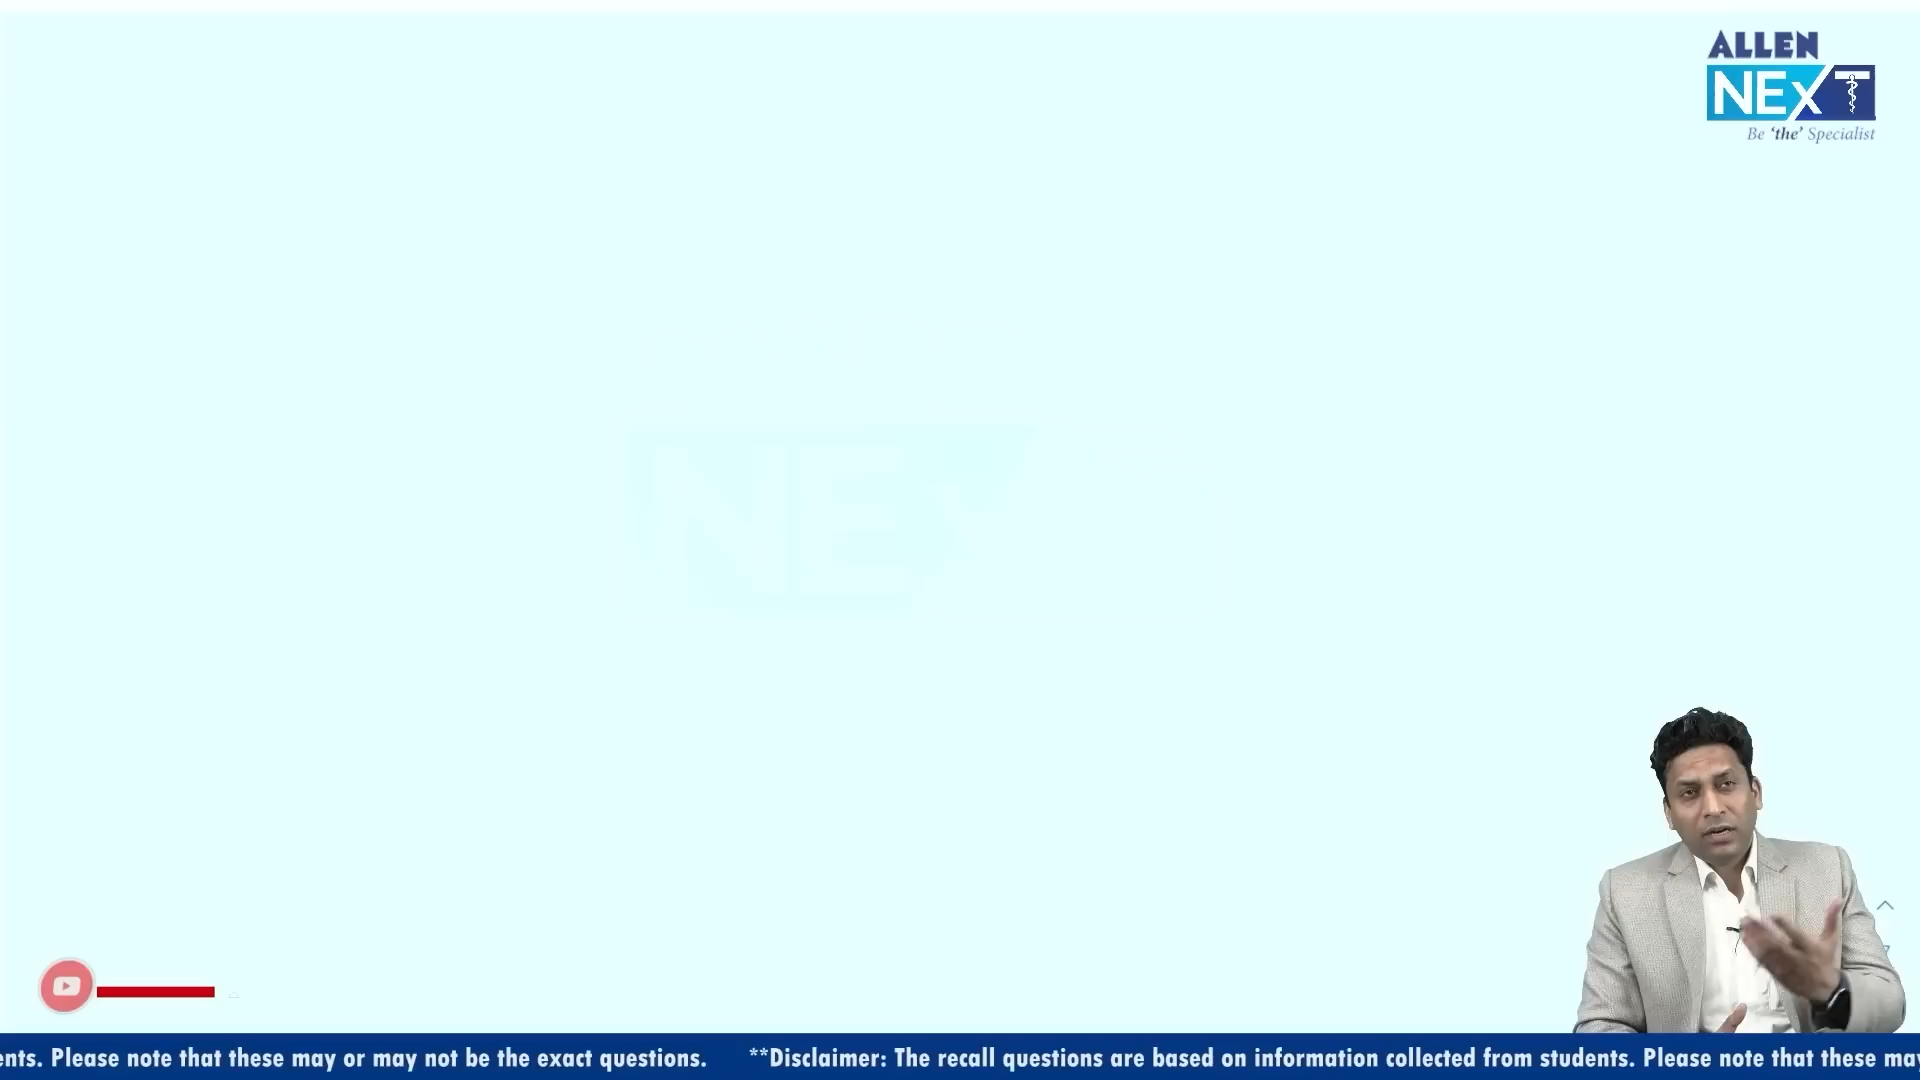 ALLEN
NExT
Be 'the' Specialist
NEx
ents. Please note that these may or may not be the exact questions. **Disclaimer: The recall questions are based on information collected from students. Please note that these may